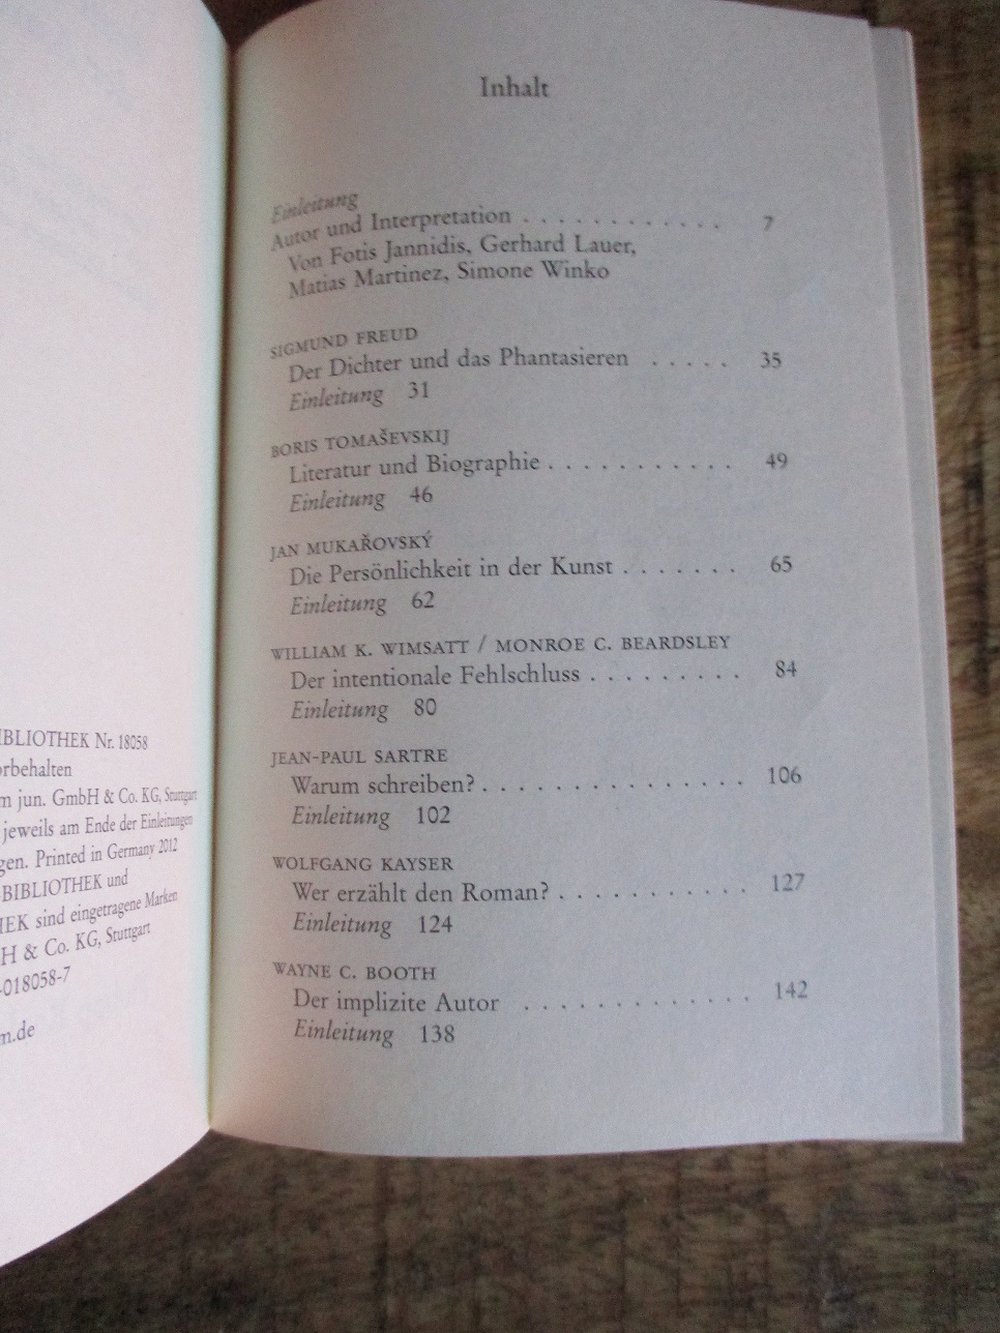 IBLIOTHEK Nr. 18058
orbehalten
m jun. GmbH & Co. KG, Stuttgart
jeweils am Ende der Einleitungen
gen. Printed in Germany 2012
-BIBLIOTHEK und
HEK sind eingetragene Marken
H & Co. KG, Stuttgart
-018058-7
m.de
Inhalt
Einleitung
Autor und Interpretation . . . . . . . . . . . . 7
Von Fotis Jannidis, Gerhard Lauer,
Matias Martinez, Simone Winko
SIGMUND FREUD
Der Dichter und das Phantasieren . . . . . 35
Einleitung 31
BORIS TOMAŠEVSKIJ
Literatur und Biographie . . . . . . . . . . . 49
Einleitung 46
JAN MUKAŘOVSKÝ
Die Persönlichkeit in der Kunst . . . . . . . 65
Einleitung 62
WILLIAM K. WIMSATT / MONROE C. BEARDSLEY
Der intentionale Fehlschluss . . . . . . . . . 84
Einleitung 80
JEAN-PAUL SARTRE
Warum schreiben? . . . . . . . . . . . . . . . 106
Einleitung 102
WOLFGANG KAYSER
Wer erzählt den Roman? . . . . . . . . . . . 127
Einleitung 124
WAYNE C. BOOTH
Der implizite Autor . . . . . . . . . . . . . 142
Einleitung 138